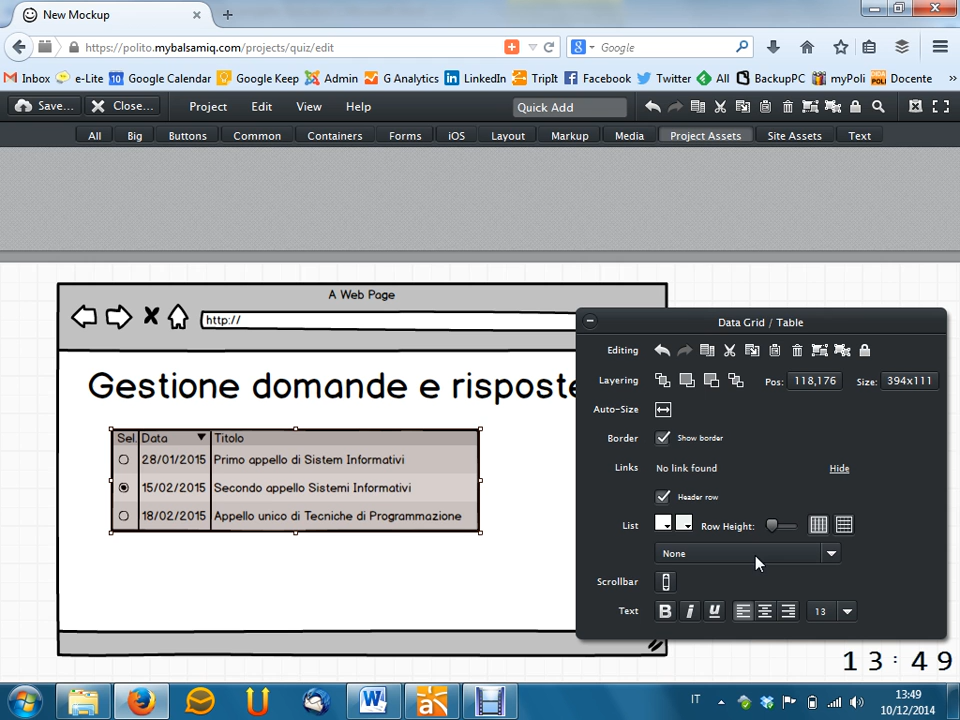 New Mockup
https://polito.mybalsamiq.com/projects/quiz/edit
Google
Inbox e-Lite Google Calendar Google Keep Admin G Analytics LinkedIn TripIt Facebook Twitter All BackupPC myPoli Docente »
Save... Close... Project Edit View Help Quick Add
All Big Buttons Common Containers Forms iOS Layout Markup Media Project Assets Site Assets Text
A Web Page
http://
Gestione domande e risposte
Sel. Data Titolo
28/01/2015 Primo appello di Sistem Informativi
15/02/2015 Secondo appello Sistemi Informativi
18/02/2015 Appello unico di Tecniche di Programmazione
Data Grid / Table
Editing
Layering Pos: 118,176 Size: 394x111
Auto-Size
Border Show border
Links No link found Hide
Header row
List Row Height:
None
Scrollbar
Text B i U 13
13:49
IT 13:49
10/12/2014